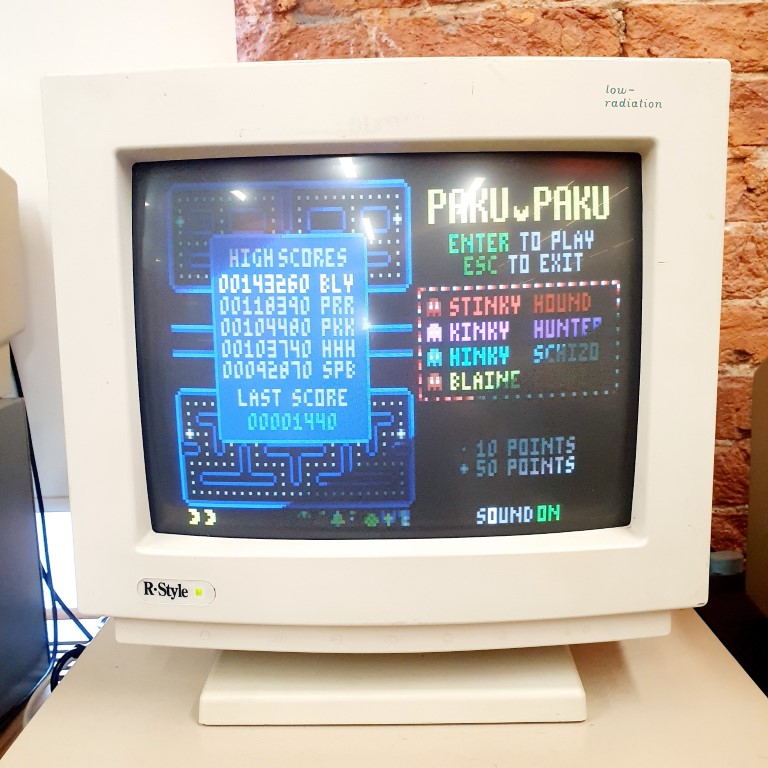 low-
radiation
PAKU PAKU
ENTER TO PLAY
ESC TO EXIT
HIGH SCORES
00143260 BLY
00118390 PRR
00104480 PKK
00103740 HHH
00092870 SPB
LAST SCORE
00001440
STINKY HOUND
KINKY HUNTER
HINKY SCHIZO
BLAINE
10 POINTS
50 POINTS
SOUND ON
R·Style